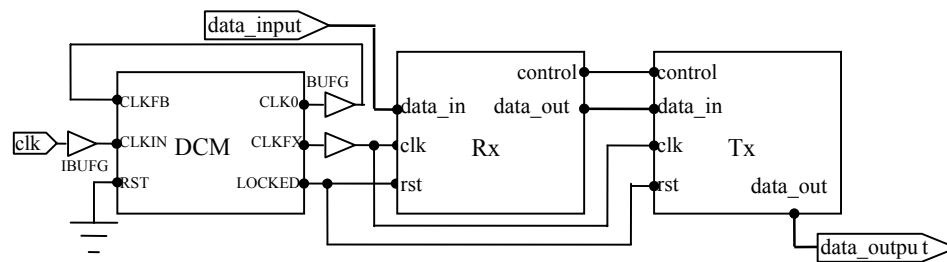 data_input
BUFG
control
control
CLKFB
CLK0
data_in
data_out
data_in
clk
IBUFG
CLKIN
DCM
CLKFX
clk
Rx
clk
Tx
RST
LOCKED
rst
rst
data_out
data_outpu t